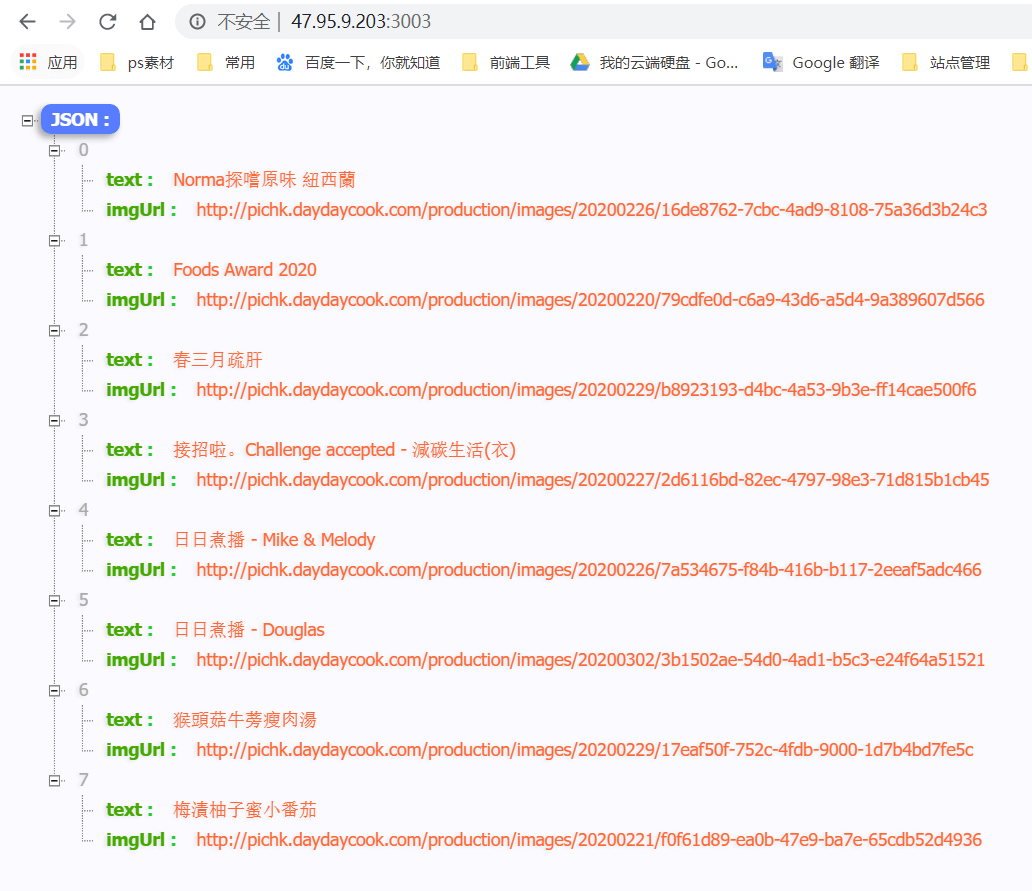 不安全 | 47.95.9.203:3003
应用 ps素材 常用 百度一下，你就知道 前端工具 我的云端硬盘 - Go... Google 翻译 站点管理
JSON :
0
text : Norma探嚐原味 紐西蘭
imgUrl : http://pichk.daydaycook.com/production/images/20200226/16de8762-7cbc-4ad9-8108-75a36d3b24c3
1
text : Foods Award 2020
imgUrl : http://pichk.daydaycook.com/production/images/20200220/79cdfe0d-c6a9-43d6-a5d4-9a389607d566
2
text : 春三月疏肝
imgUrl : http://pichk.daydaycook.com/production/images/20200229/b8923193-d4bc-4a53-9b3e-ff14cae500f6
3
text : 接招啦。Challenge accepted - 減碳生活(衣)
imgUrl : http://pichk.daydaycook.com/production/images/20200227/2d6116bd-82ec-4797-98e3-71d815b1cb45
4
text : 日日煮播 - Mike & Melody
imgUrl : http://pichk.daydaycook.com/production/images/20200226/7a534675-f84b-416b-b117-2eeaf5adc466
5
text : 日日煮播 - Douglas
imgUrl : http://pichk.daydaycook.com/production/images/20200302/3b1502ae-54d0-4ad1-b5c3-e24f64a51521
6
text : 猴頭菇牛蒡瘦肉湯
imgUrl : http://pichk.daydaycook.com/production/images/20200229/17eaf50f-752c-4fdb-9000-1d7b4bd7fe5c
7
text : 梅漬柚子蜜小番茄
imgUrl : http://pichk.daydaycook.com/production/images/20200221/f0f61d89-ea0b-47e9-ba7e-65cdb52d4936